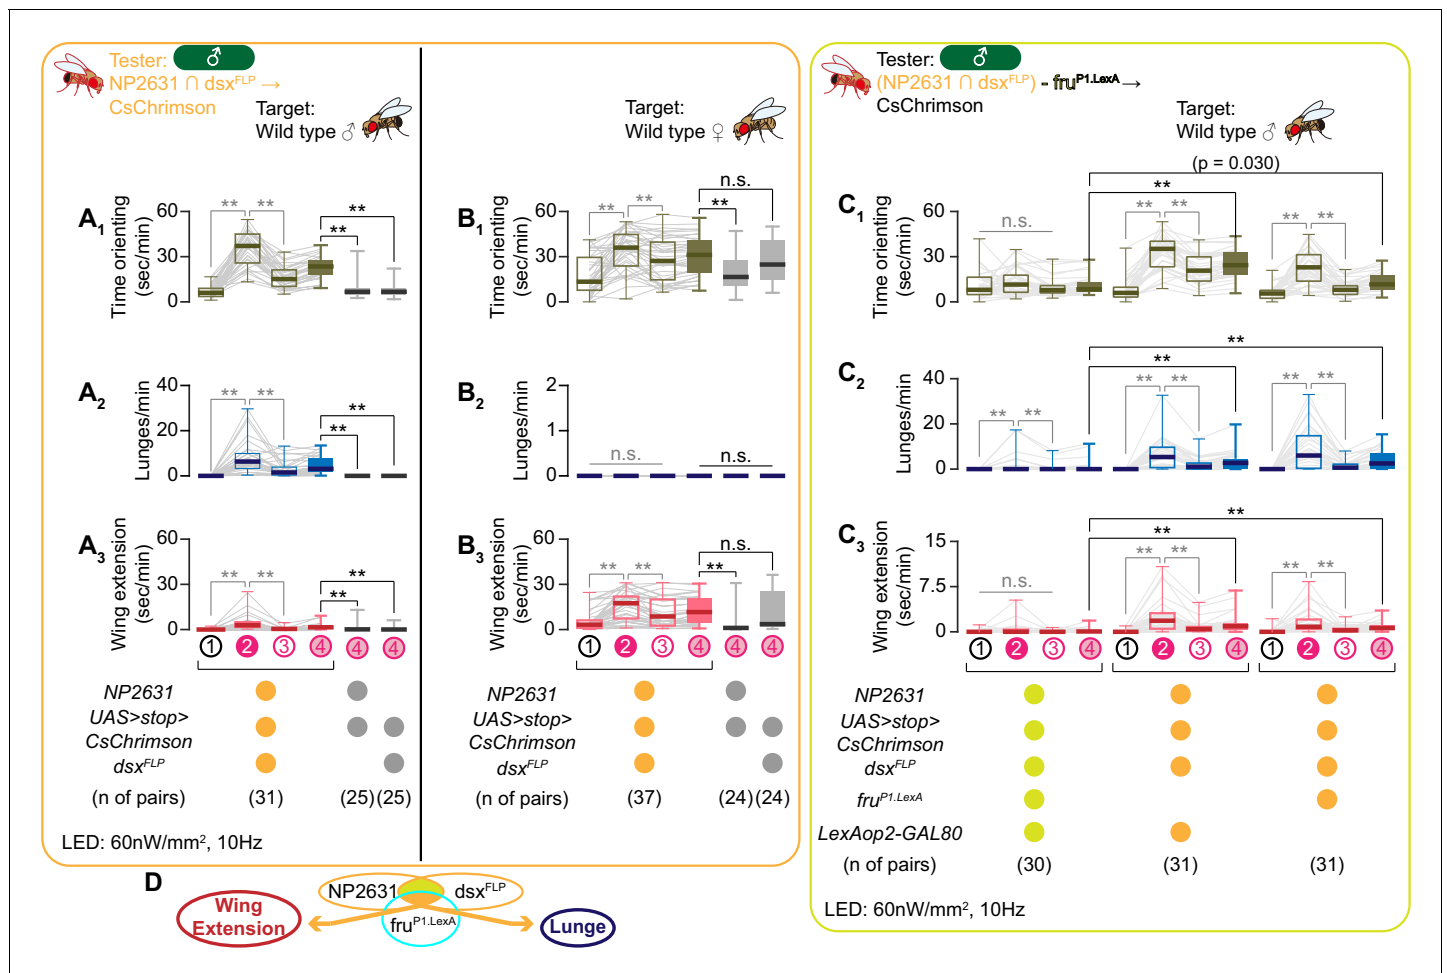 Tester: ♂
NP2631 ∩ dsxFLP →
CsChrimson
Target:
Wild type ♂
Target:
Wild type ♀
Tester: ♂
(NP2631 ∩ dsxFLP) - fruP1.LexA →
CsChrimson
Target:
Wild type ♂
A1
Time orienting
(sec/min)
60
30
0
** **
**
**
B1
Time orienting
(sec/min)
60
30
0
** **
**
n.s.
C1
Time orienting
(sec/min)
60
30
0
n.s.
** **
** **
**
(p = 0.030)
A2
Lunges/min
40
20
0
** **
**
**
B2
Lunges/min
2
1
0
n.s.
n.s.
C2
Lunges/min
40
20
0
** **
** **
** **
**
**
A3
Wing extension
(sec/min)
60
30
0
** **
**
**
B3
Wing extension
(sec/min)
60
30
0
** **
**
n.s.
C3
Wing extension
(sec/min)
15
7.5
0
n.s.
** **
** **
**
**
1 2 3 4 4 4
NP2631
UAS>stop>
CsChrimson
dsxFLP
(n of pairs) (31) (25) (25)
LED: 60nW/mm2, 10Hz
1 2 3 4 4 4
NP2631
UAS>stop>
CsChrimson
dsxFLP
(n of pairs) (37) (24) (24)
1 2 3 4 1 2 3 4 1 2 3 4
NP2631
UAS>stop>
CsChrimson
dsxFLP
fruP1.LexA
LexAop2-GAL80
(n of pairs) (30) (31) (31)
LED: 60nW/mm2, 10Hz
D
NP2631 dsxFLP
fruP1.LexA
Wing
Extension
Lunge